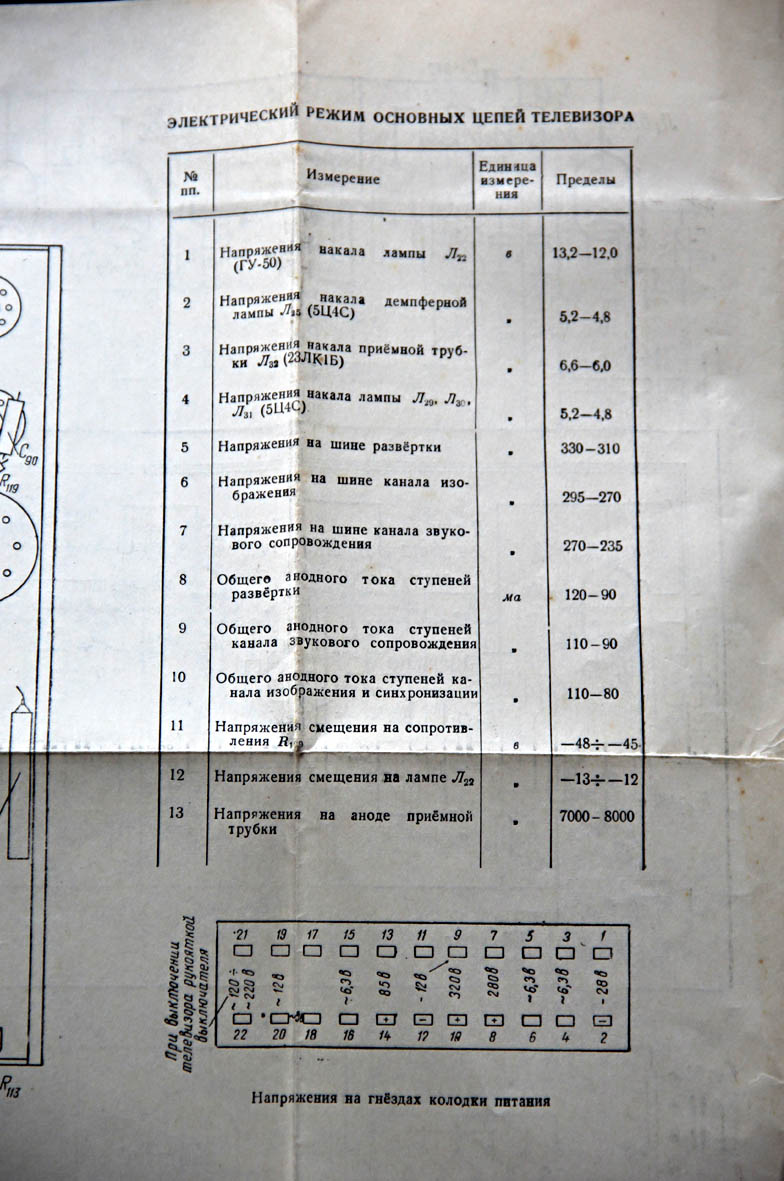 ЭЛЕКТРИЧЕСКИЙ РЕЖИМ ОСНОВНЫХ ЦЕПЕЙ ТЕЛЕВИЗОРА
№ пп. Измерение Единица измере- ния Пределы
1 Напряжения накала лампы Л22 в 13,2—12,0
(ГУ-50)
2 Напряжения накала демпферной
лампы (5Ц4С) „ 5,2—4,8
3 Напряжения накала приёмной труб-
ки Л32 (23ЛК1Б) „ 6,6—6,0
4 Напряжения накала лампы Л29, Л30,
Л31 (5Ц4С) „ 5,2—4,8
5 Напряжения на шине развёртки „ 330—310
6 Напряжения на шине канала изо-
бражения „ 295—270
7 Напряжения на шине канала звуко-
вого сопровождения „ 270—235
8 Общего анодного тока ступеней
развёртки ма 120—90
9 Общего анодного тока ступеней
канала звукового сопровождения „ 110—90
10 Общего анодного тока ступеней ка-
нала изображения и синхронизации „ 110—80
11 Напряжения смещения на сопротив-
ления в —48÷—45
12 Напряжения смещения на лампе Л22 „ —13÷—12
13 Напряжения на аноде приёмной „ 7000—8000
трубки
C90
R119
R113
При выключении
телевизора рукояткой
выключателя
21 19 17 15 13 11 9 7 5 3 1
~120÷
~220в ~12в ~6,3в 85в -12в 320в 280в ~6,3в ~6,3в -28в
+ − + + −
22 20 18 16 14 12 10 8 6 4 2
Напряжения на гнёздах колодки питания